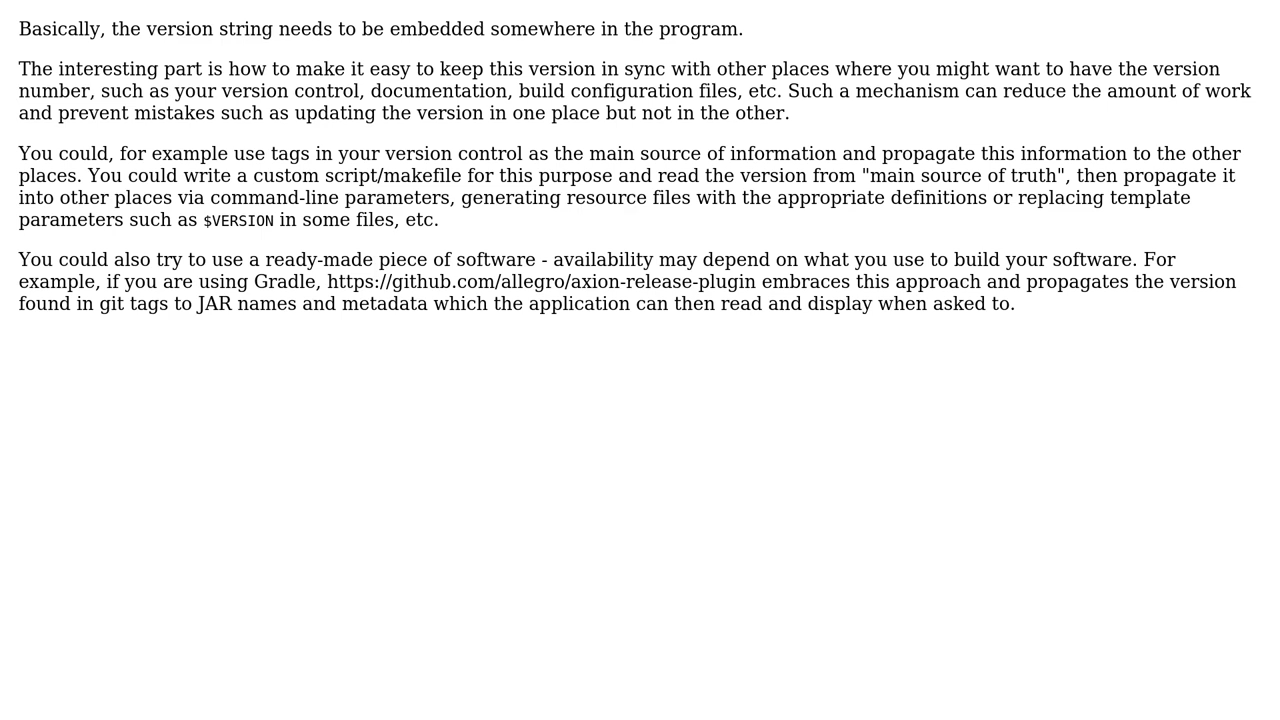 Basically, the version string needs to be embedded somewhere in the program.
The interesting part is how to make it easy to keep this version in sync with other places where you might want to have the version
number, such as your version control, documentation, build configuration files, etc. Such a mechanism can reduce the amount of work
and prevent mistakes such as updating the version in one place but not in the other.
You could, for example use tags in your version control as the main source of information and propagate this information to the other
places. You could write a custom script/makefile for this purpose and read the version from "main source of truth", then propagate it
into other places via command-line parameters, generating resource files with the appropriate definitions or replacing template
parameters such as $VERSION in some files, etc.
You could also try to use a ready-made piece of software - availability may depend on what you use to build your software. For
example, if you are using Gradle, https://github.com/allegro/axion-release-plugin embraces this approach and propagates the version
found in git tags to JAR names and metadata which the application can then read and display when asked to.